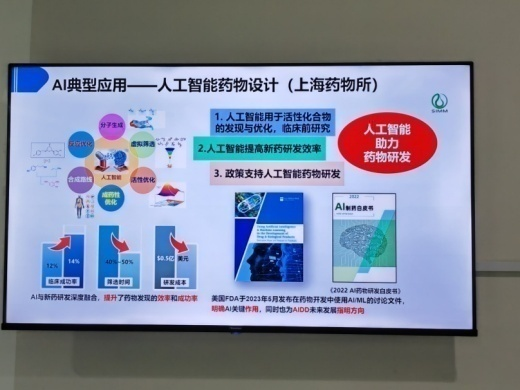 AI典型应用——人工智能药物设计（上海药物所）
SIMM
分子生成
虚拟筛选
活性优化
成药性
优化
合成路线
人工智能
1. 人工智能用于活性化合物
的发现与优化，临床前研究
2.人工智能提高新药研发效率
3. 政策支持人工智能药物研发
人工智能
助力
药物研发
2022
AI制药白皮书
12%
14%
临床成功率
40%—50%
筛选时间
$0.5亿 美元
研发成本
AI与新药研发深度融合，提升了药物发现的效率和成功率
《2022 AI药物研发白皮书》
美国FDA于2023年5月发布在药物开发中使用AI/ML的讨论文件，
明确AI关键作用，同时也为AIDD未来发展指明方向